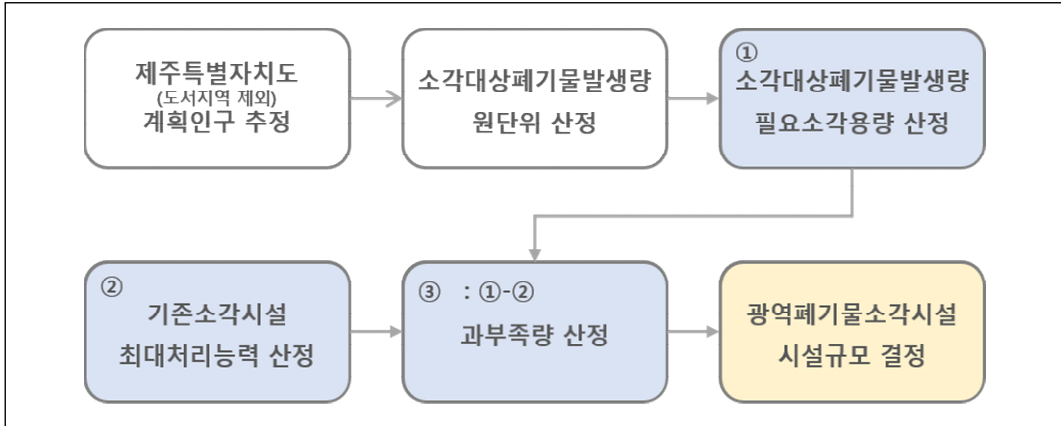 제주특별자치도
(도서지역 제외)
계획인구 추정
소각대상폐기물발생량
원단위 산정
①
소각대상폐기물발생량
필요소각용량 산정
②
기존소각시설
최대처리능력 산정
③ : ①-②
과부족량 산정
광역폐기물소각시설
시설규모 결정